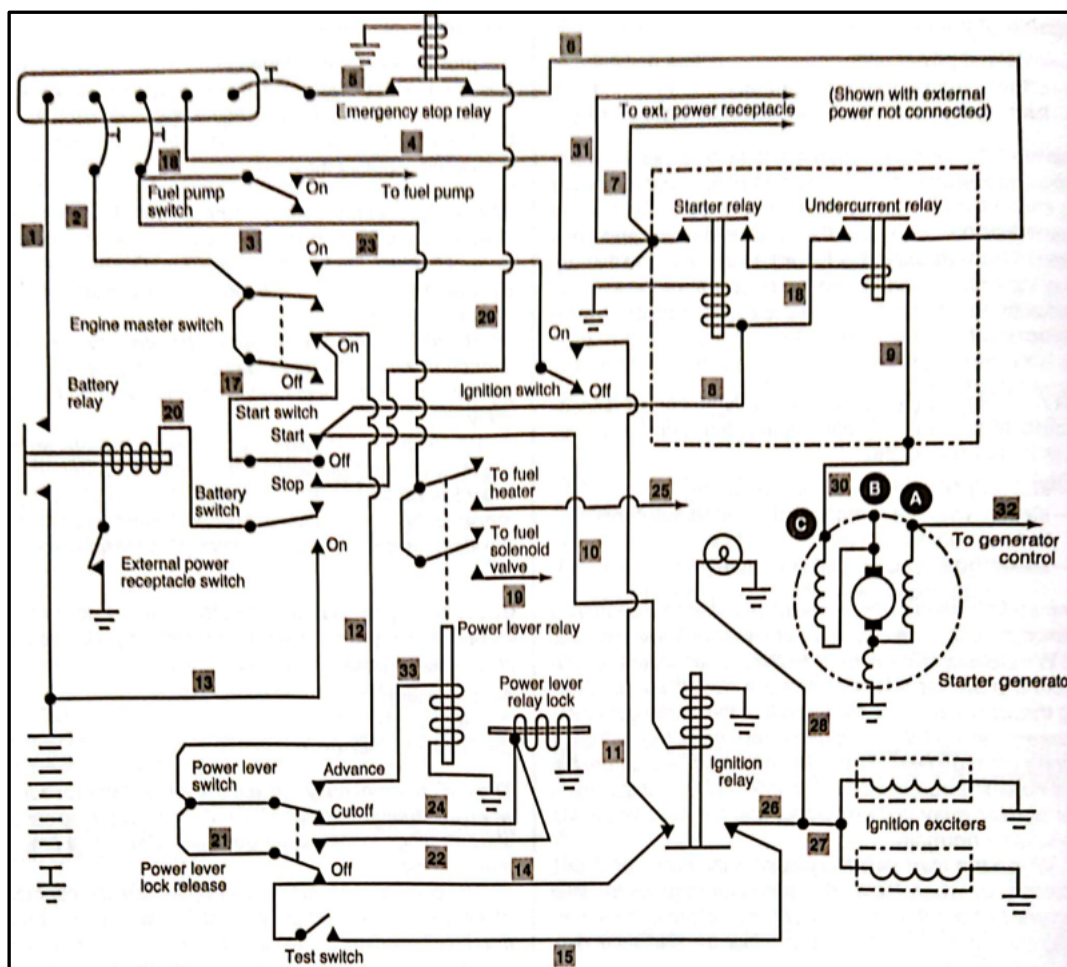 5
6
Emergency stop relay
To ext. power receptacle
(Shown with external
power not connected)
4
31
18
On
To fuel pump
Fuel pump
switch
7
Starter relay
Undercurrent relay
1
2
3
23
On
18
Engine master switch
On
29
On
9
Off
17
Ignition switch
Off
8
Battery
relay
20
Start switch
Start
Off
Stop
To fuel
heater
25
30
B
A
C
32
To generator
control
Battery
switch
On
To fuel
solenoid
valve
19
10
External power
receptacle switch
12
Power lever relay
33
Starter generator
13
Power lever
relay lock
28
Power lever
switch
Advance
11
Ignition
relay
Cutoff
24
26
Ignition exciters
21
22
27
Power lever
lock release
Off
14
Test switch
15